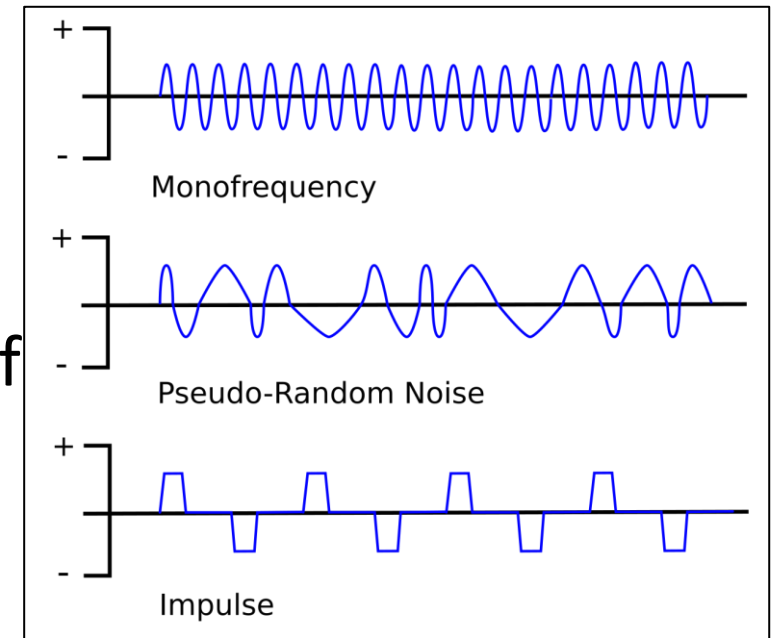 +
-
Monofrequency
+
f
-
Pseudo-Random Noise
+
-
Impulse